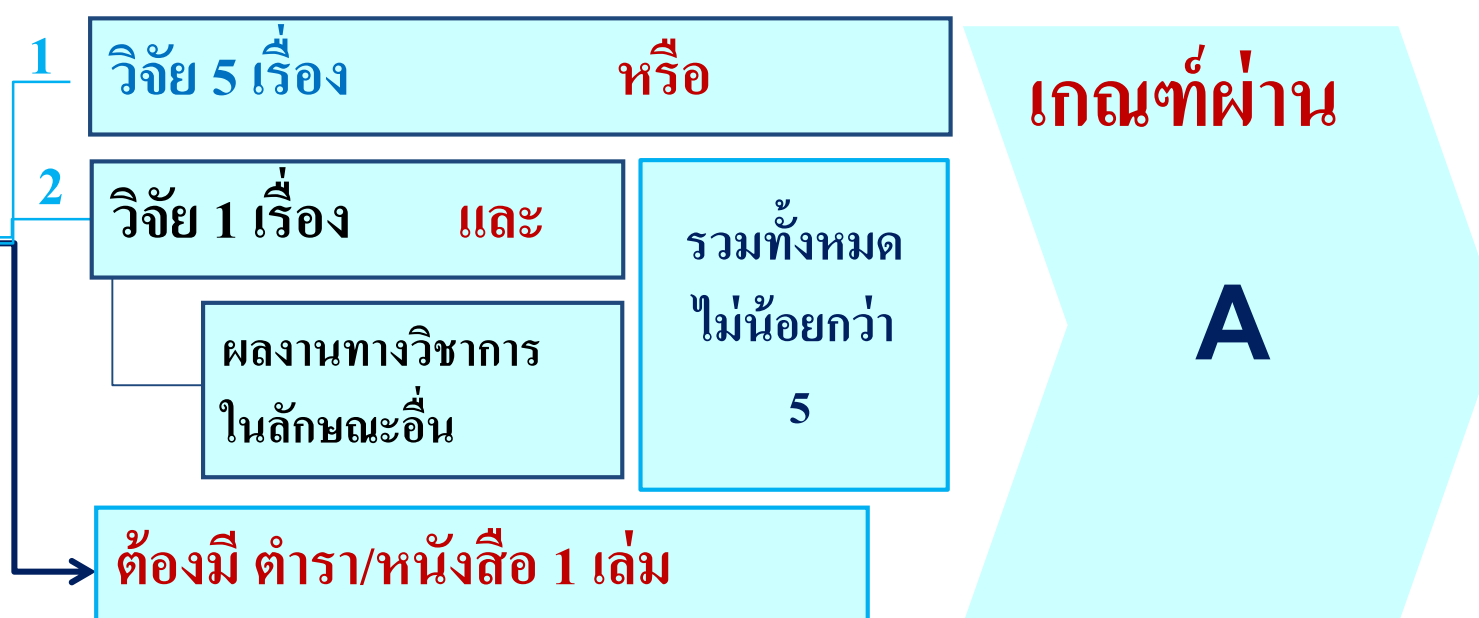 1
วิจัย 5 เรื่อง หรือ
2
วิจัย 1 เรื่อง และ
ผลงานทางวิชาการ
ในลักษณะอื่น
รวมทั้งหมด
ไม่น้อยกว่า
5
ต้องมี ตำรา/หนังสือ 1 เล่ม
เกณฑ์ผ่าน
A